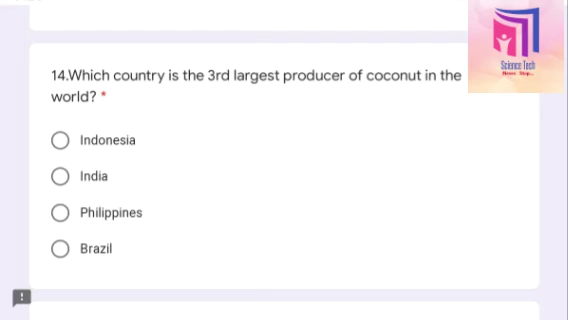 14.Which country is the 3rd largest producer of coconut in the
world? *
Indonesia
India
Philippines
Brazil
Science Tech